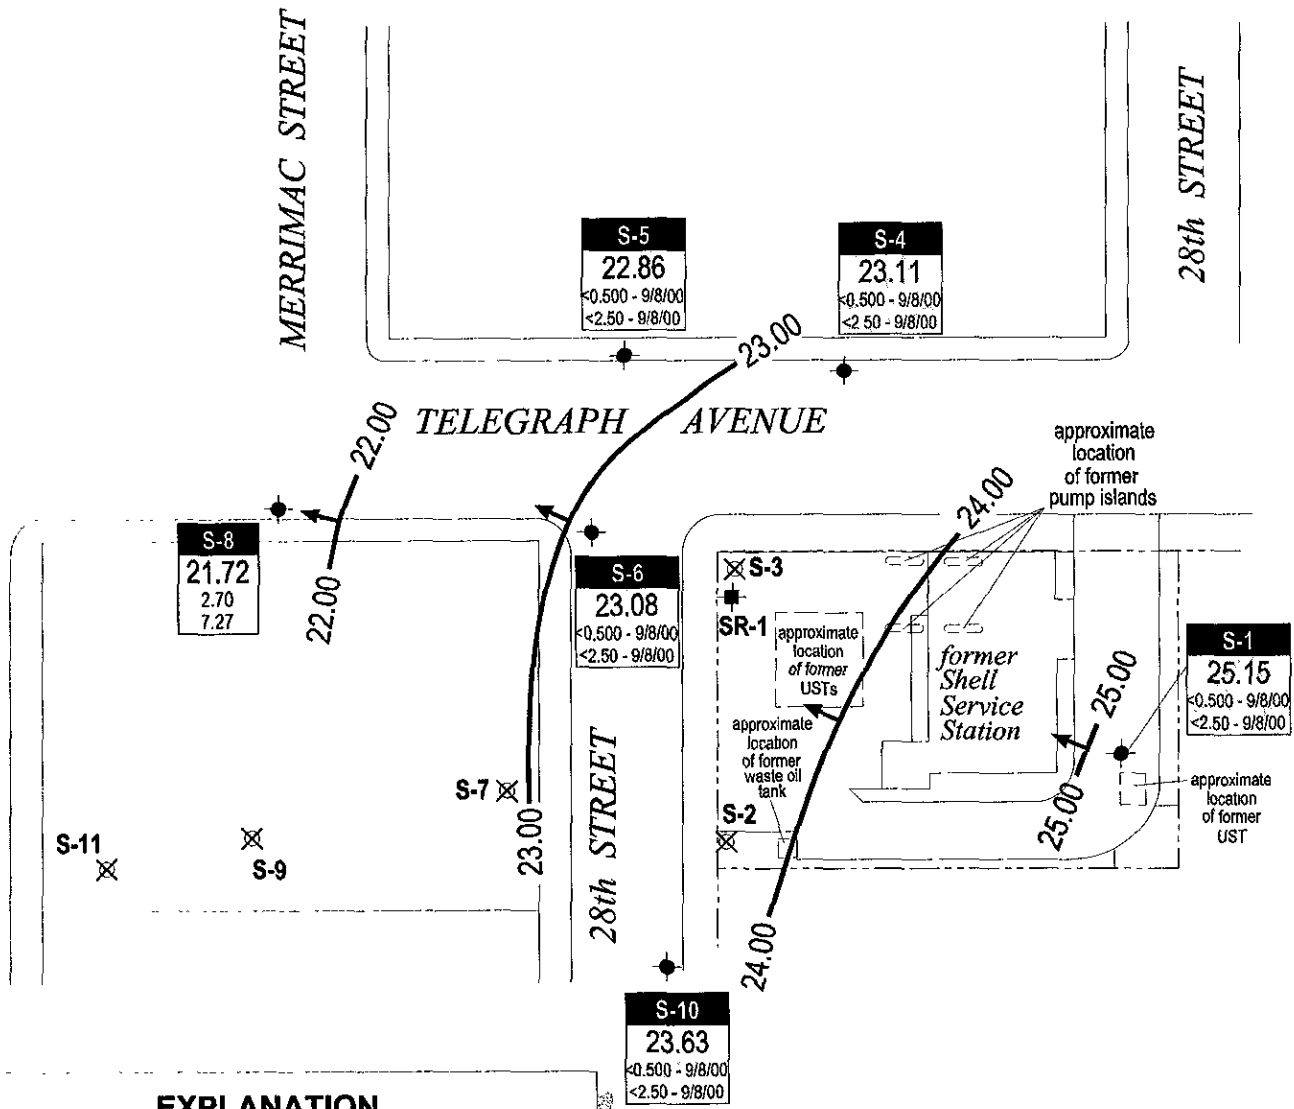 MERRIMAC STREET
28th STREET
S-5
22.86
<0.500 - 9/8/00
<2.50 - 9/8/00
S-4
23.11
<0.500 - 9/8/00
<2.50 - 9/8/00
23.00
22.00
TELEGRAPH AVENUE
approximate
location
of former
pump islands
24.00
S-8
21.72
2.70
7.27
22.00
S-6
23.08
<0.500 - 9/8/00
<2.50 - 9/8/00
S-3
SR-1
approximate
location
of former
USTs
former
Shell
Service
Station
S-1
25.15
<0.500 - 9/8/00
<2.50 - 9/8/00
25.00
approximate
location
of former
waste oil
tank
approximate
location
of former
UST
25.00
S-7
S-2
23.00
28th STREET
S-11
S-9
24.00
S-10
23.63
<0.500 - 9/8/00
<2.50 - 9/8/00
EXPLANATION